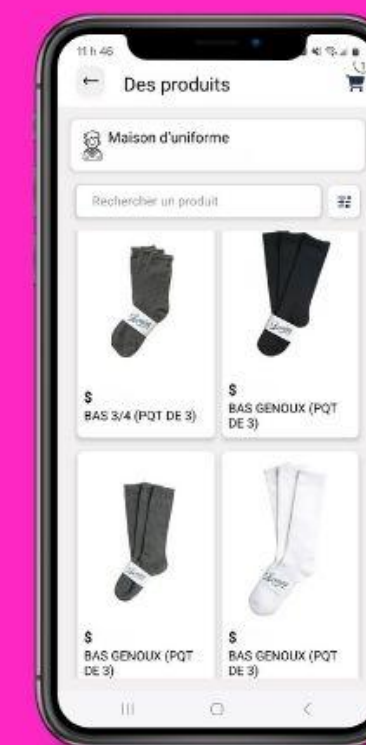 11 h 46
Des produits
Maison d'uniforme
Rechercher un produit
$
BAS 3/4 (PQT DE 3)
$
BAS GENOUX (PQT
DE 3)
$
BAS GENOUX (PQT
DE 3)
$
BAS GENOUX (PQT
DE 3)